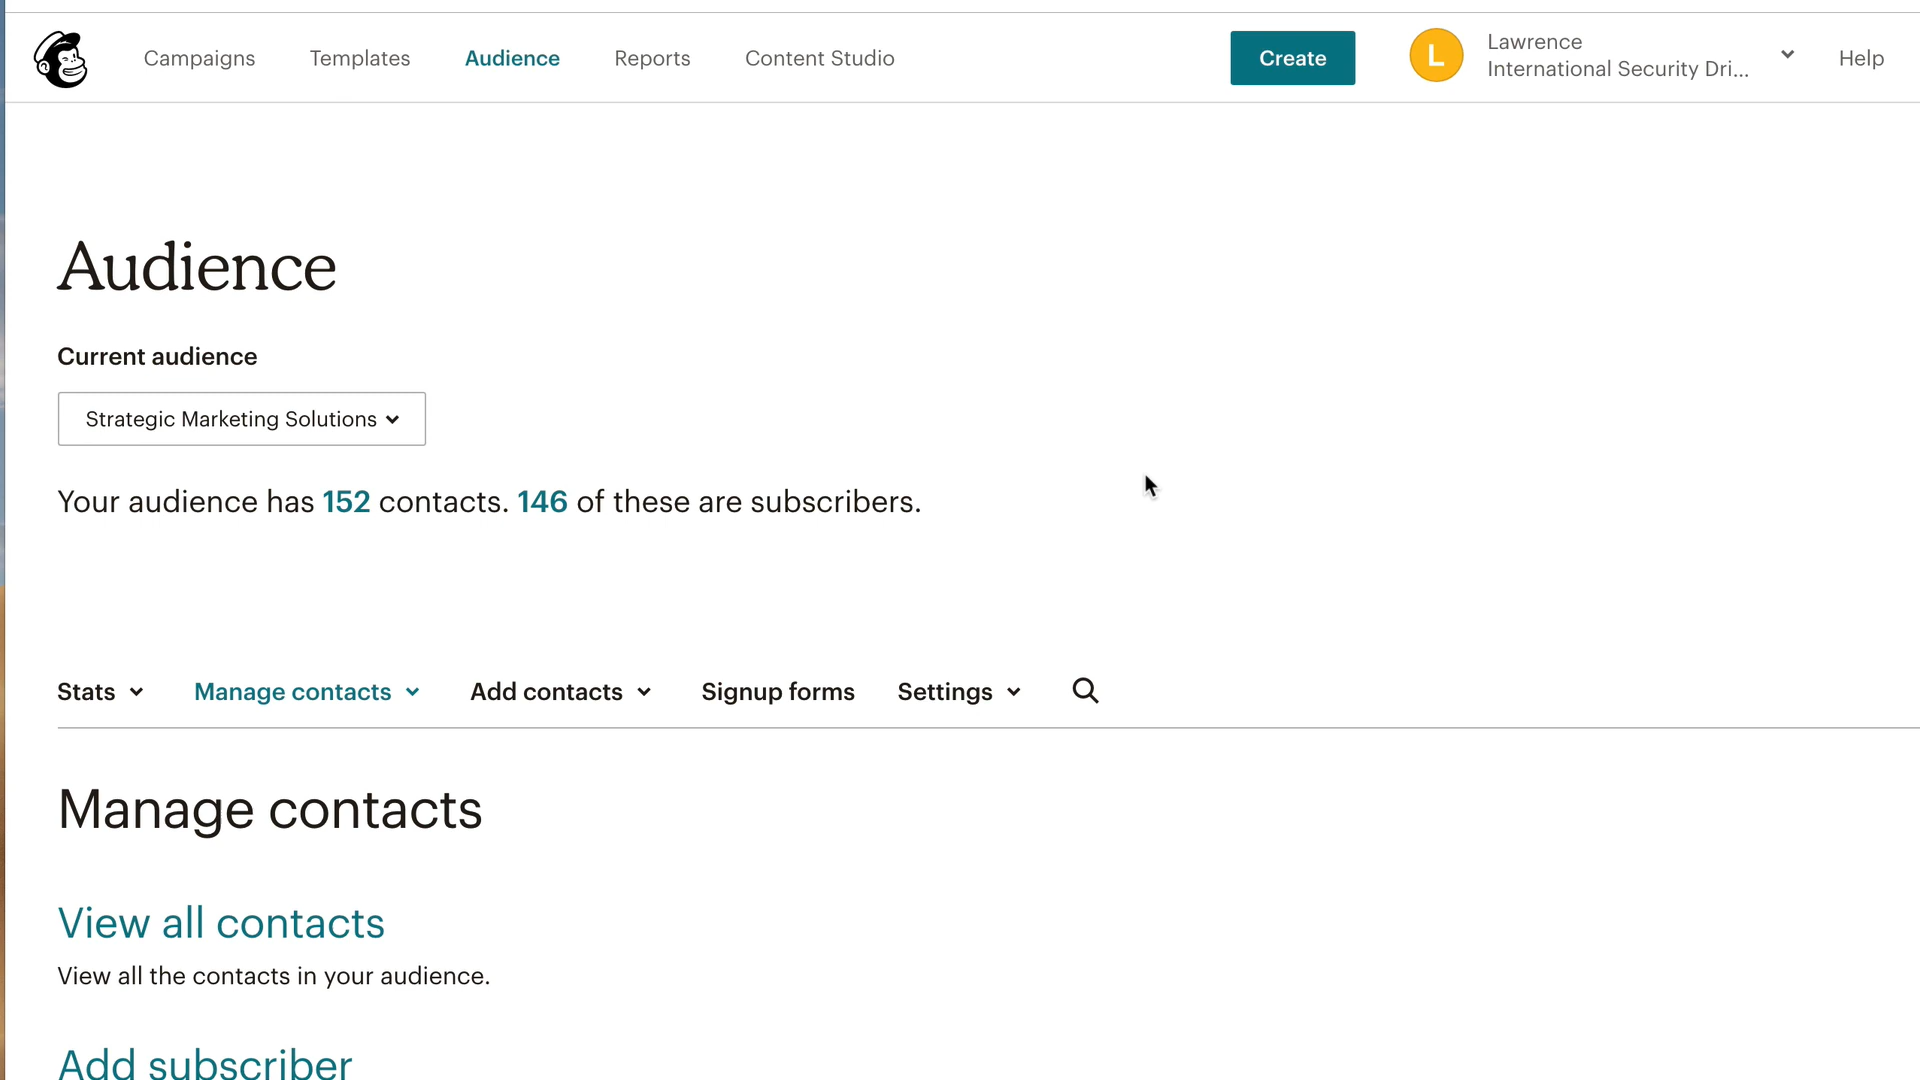 Campaigns Templates Audience Reports Content Studio Create L Lawrence Help
International Security Dri...
Audience
Current audience
Strategic Marketing Solutions
Your audience has 152 contacts. 146 of these are subscribers.
Stats Manage contacts Add contacts Signup forms Settings
Manage contacts
View all contacts
View all the contacts in your audience.
Add subscriber